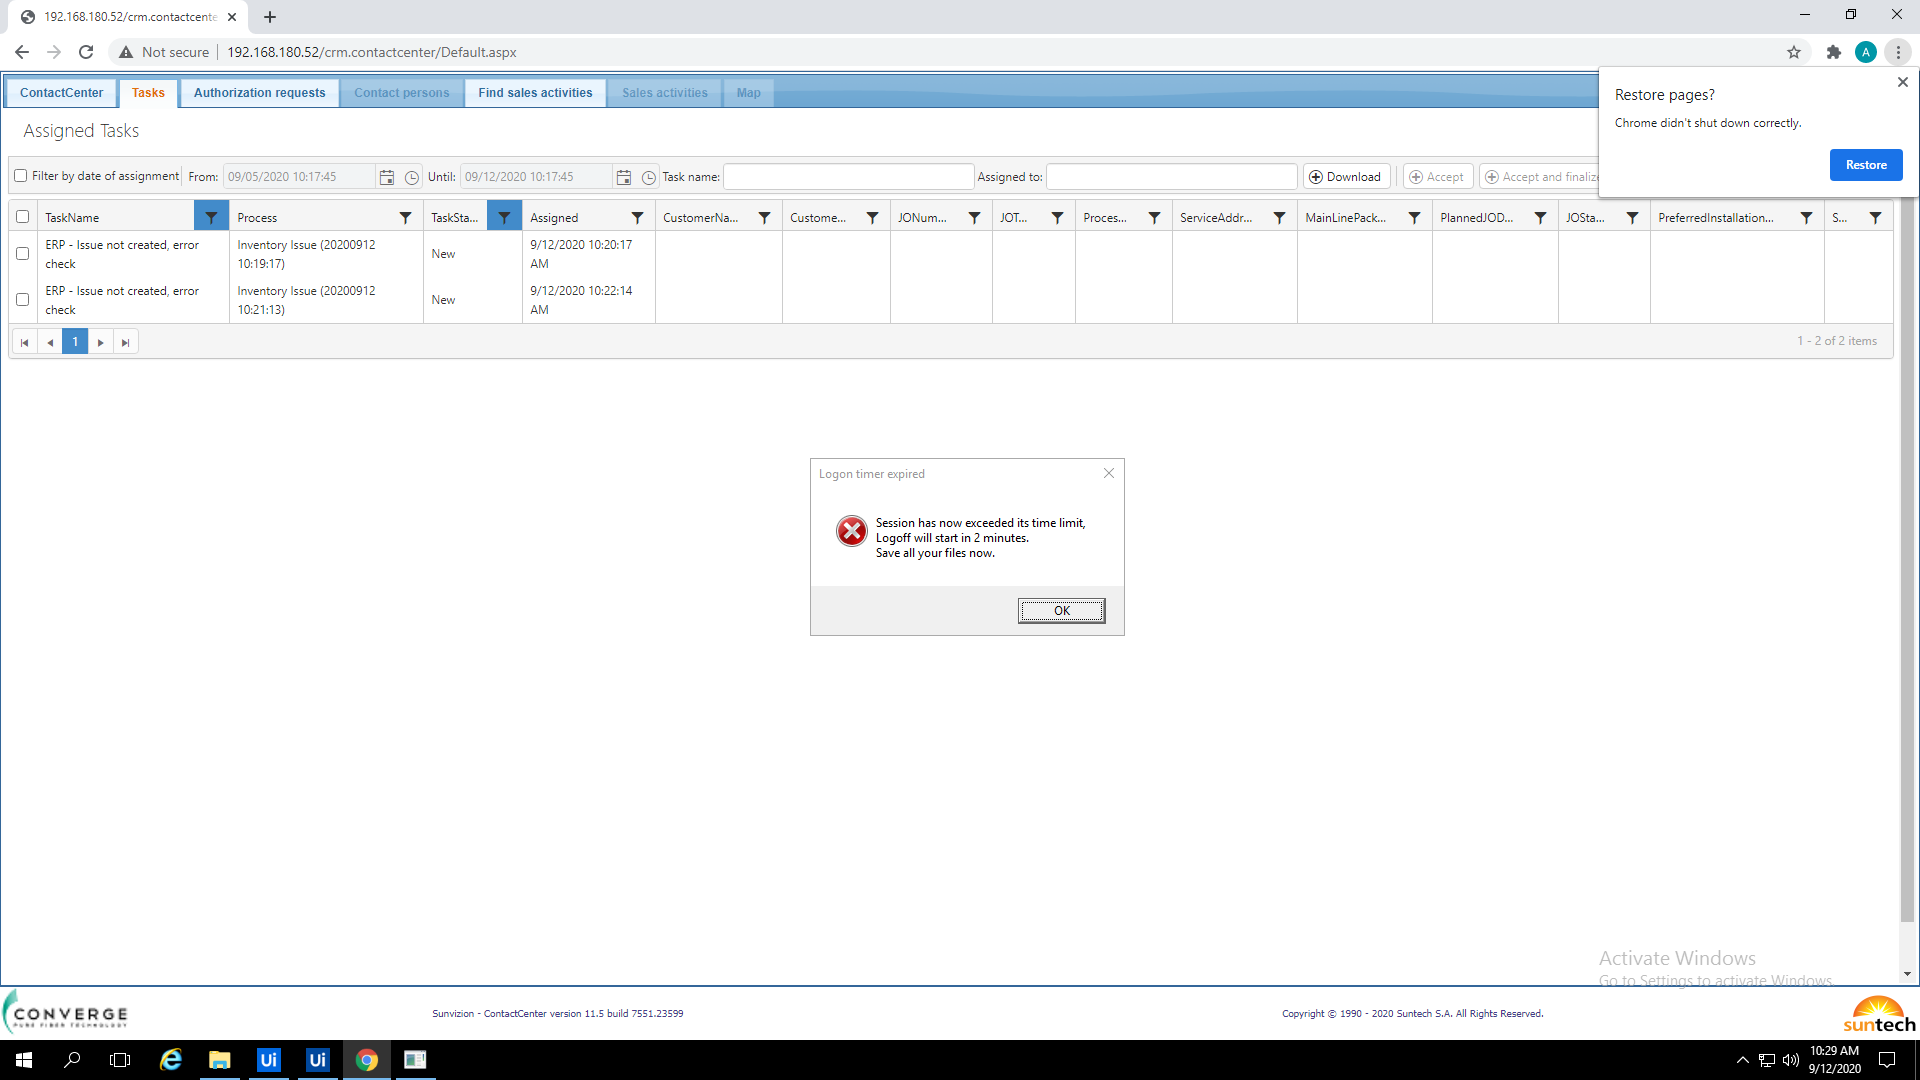 192.168.180.52/crm.contactcente
Not secure
192.168.180.52/crm.contactcenter/Default.aspx
A
ContactCenter
Tasks
Authorization requests
Contact persons
Find sales activities
Sales activities
Map
Restore pages?
Chrome didn't shut down correctly.
Restore
Assigned Tasks
Filter by date of assignment
From:
09/05/2020 10:17:45
Until:
09/12/2020 10:17:45
Task name:
Assigned to:
Download
Accept
Accept and finalize
TaskName
Process
TaskSta...
Assigned
CustomerNa...
Custome...
JONum...
JOT...
Proces...
ServiceAddr...
MainLinePack...
PlannedJOD...
JOSta...
PreferredInstallation...
S...
ERP - Issue not created, error
check
Inventory Issue (20200912
10:19:17)
New
9/12/2020 10:20:17
AM
ERP - Issue not created, error
check
Inventory Issue (20200912
10:21:13)
New
9/12/2020 10:22:14
AM
1
1 - 2 of 2 items
Logon timer expired
Session has now exceeded its time limit,
Logoff will start in 2 minutes.
Save all your files now.
OK
Activate Windows
Go to Settings to activate Windows.
CONVERGE
PURE FIBER TECHNOLOGY
Sunvizion - ContactCenter version 11.5 build 7551.23599
Copyright © 1990 - 2020 Suntech S.A. All Rights Reserved.
suntech
Ui
Ui
10:29 AM
9/12/2020